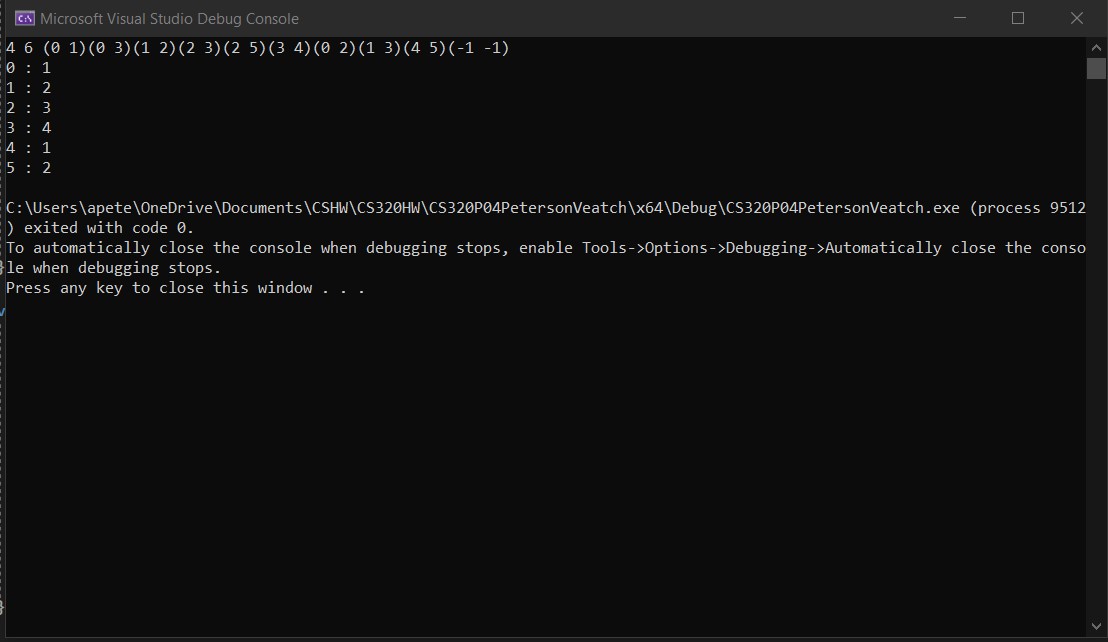 Microsoft Visual Studio Debug Console
4 6 (0 1)(0 3)(1 2)(2 3)(2 5)(3 4)(0 2)(1 3)(4 5)(-1 -1)
0 : 1
1 : 2
2 : 3
3 : 4
4 : 1
5 : 2
C:\Users\apete\OneDrive\Documents\CSHW\CS320HW\CS320P04PetersonVeatch\x64\Debug\CS320P04PetersonVeatch.exe (process 9512
) exited with code 0.
To automatically close the console when debugging stops, enable Tools->Options->Debugging->Automatically close the conso
le when debugging stops.
Press any key to close this window . . .